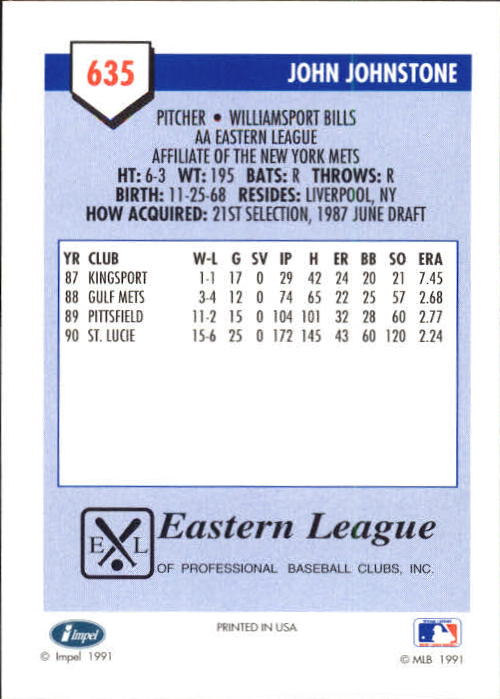 635
JOHN JOHNSTONE
PITCHER • WILLIAMSPORT BILLS
AA EASTERN LEAGUE
AFFILIATE OF THE NEW YORK METS
HT: 6-3 WT: 195 BATS: R THROWS: R
BIRTH: 11-25-68 RESIDES: LIVERPOOL, NY
HOW ACQUIRED: 21ST SELECTION, 1987 JUNE DRAFT
YR CLUB W-L G SV IP H ER BB SO ERA
87 KINGSPORT 1-1 17 0 29 42 24 20 21 7.45
88 GULF METS 3-4 12 0 74 65 22 25 57 2.68
89 PITTSFIELD 11-2 15 0 104 101 32 28 60 2.77
90 ST. LUCIE 15-6 25 0 172 145 43 60 120 2.24
E L
Eastern League
OF PROFESSIONAL BASEBALL CLUBS, INC.
Impel
PRINTED IN USA
© Impel 1991
© MLB 1991